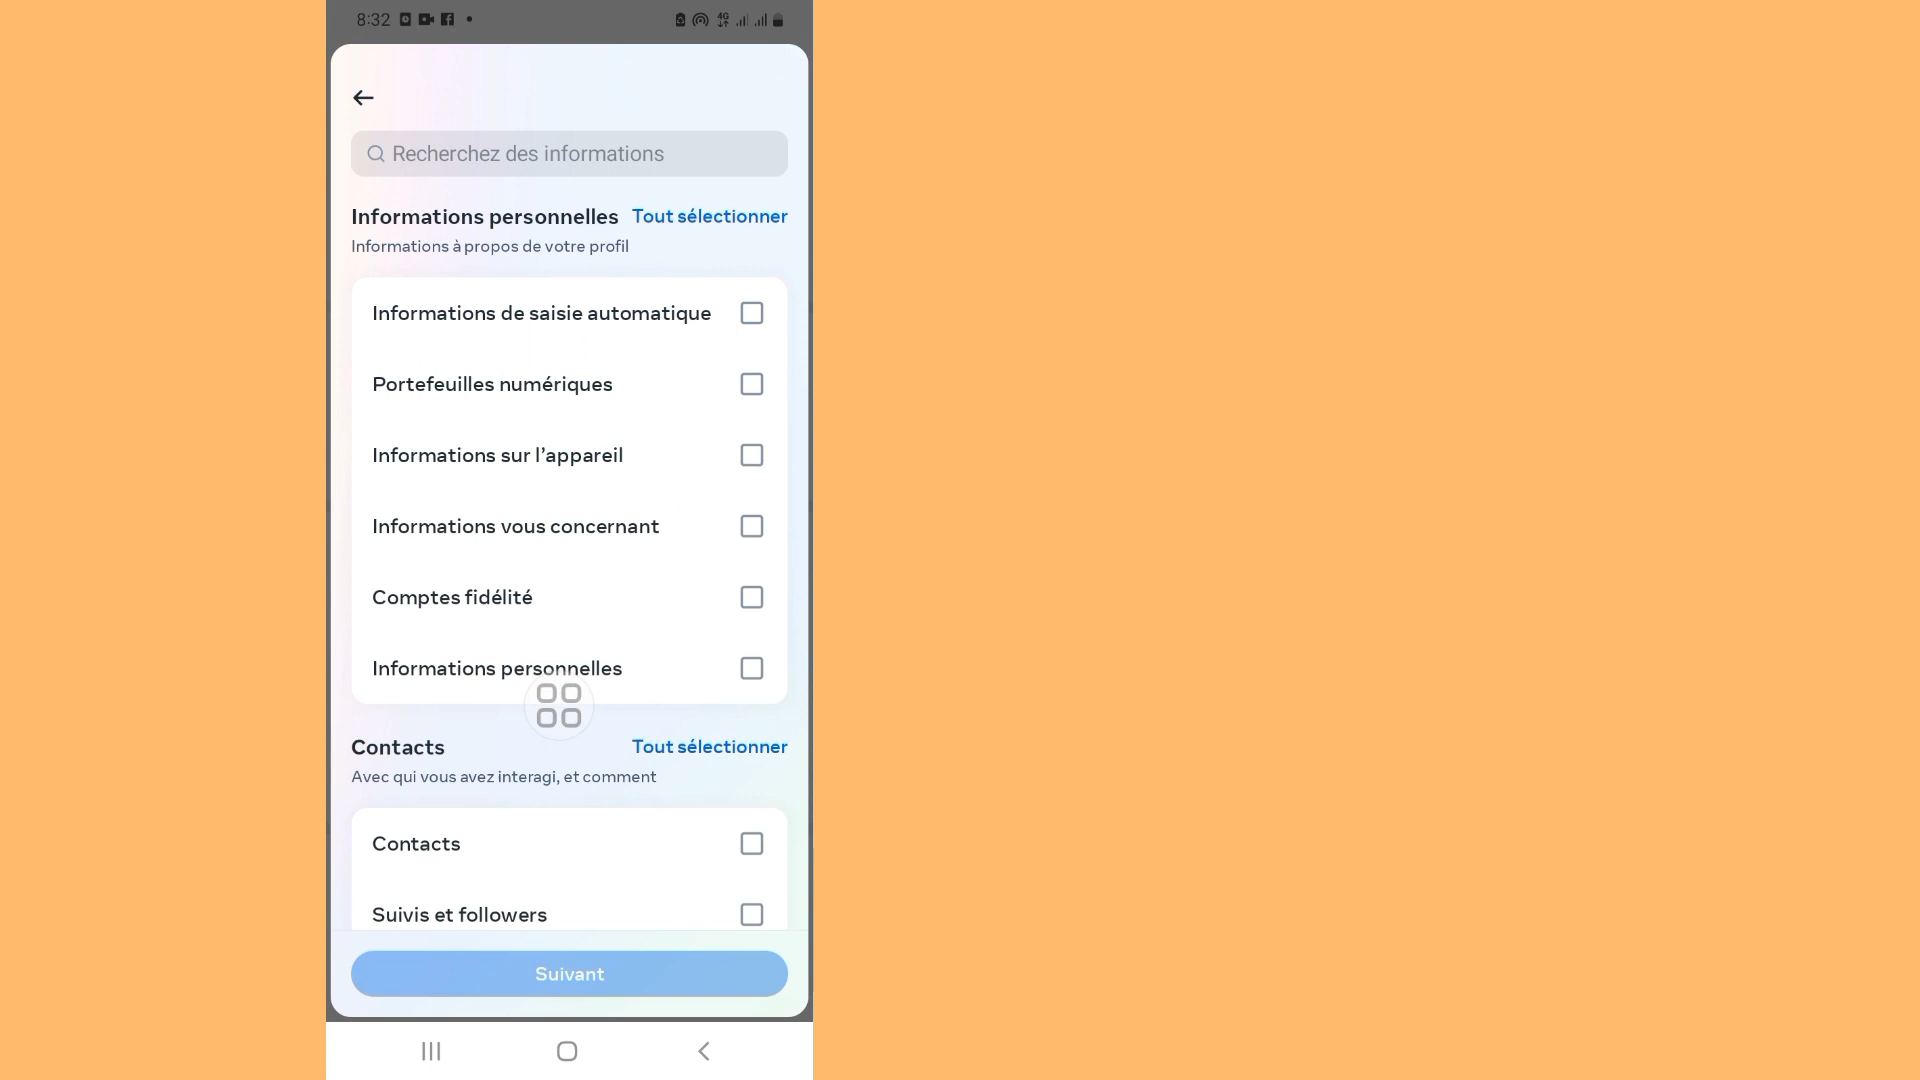 8:32
4G
Recherchez des informations
Informations personnelles Tout sélectionner
Informations à propos de votre profil
Informations de saisie automatique
Portefeuilles numériques
Informations sur l’appareil
Informations vous concernant
Comptes fidélité
Informations personnelles
Contacts Tout sélectionner
Avec qui vous avez interagi, et comment
Contacts
Suivis et followers
Suivant